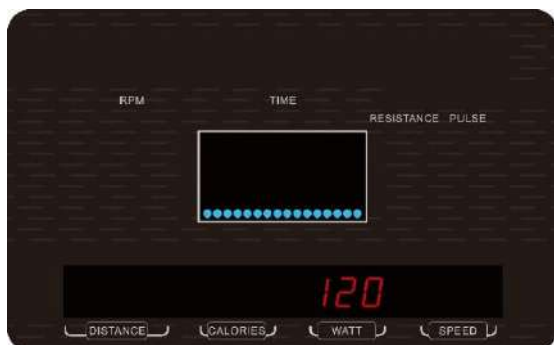 RPM TIME
RESISTANCE PULSE
120
DISTANCE CALORIES WATT SPEED